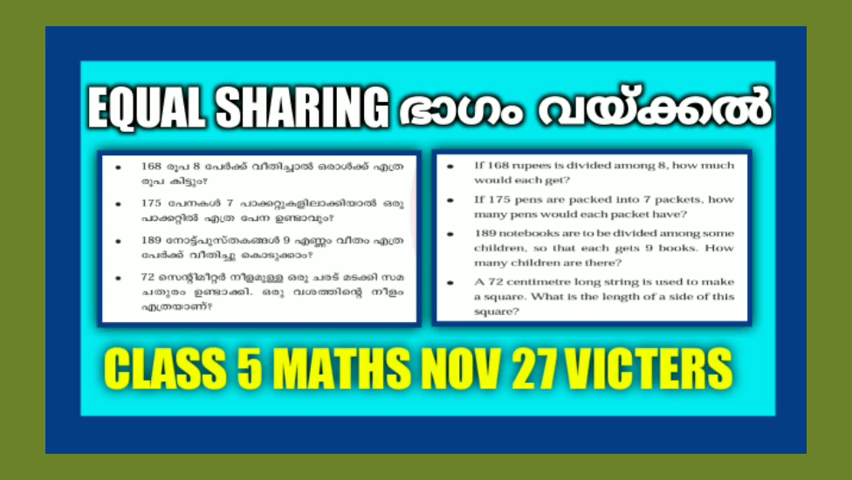 EQUAL SHARING ഭാഗം വയ്ക്കൽ
• 168 രൂപ 8 പേർക്ക് വീതിച്ചാൽ ഒരാൾക്ക് എത്ര
രൂപ കിട്ടും?
• 175 പേനകൾ 7 പാക്കറ്റുകളിലാക്കിയാൽ ഒരു
പാക്കറ്റിൽ എത്ര പേന ഉണ്ടാവും?
• 189 നോട്ട്പുസ്തകങ്ങൾ 9 എണ്ണം വീതം എത്ര
പേർക്ക് വീതിച്ചു കൊടുക്കാം?
• 72 സെന്റിമീറ്റർ നീളമുള്ള ഒരു ചരട് മടക്കി സമ
ചതുരം ഉണ്ടാക്കി. ഒരു വശത്തിന്റെ നീളം
എത്രയാണ്?
• If 168 rupees is divided among 8, how much
would each get?
• If 175 pens are packed into 7 packets, how
many pens would each packet have?
• 189 notebooks are to be divided among some
children, so that each gets 9 books. How
many children are there?
• A 72 centimetre long string is used to make
a square. What is the length of a side of this
square?
CLASS 5 MATHS NOV 27 VICTERS